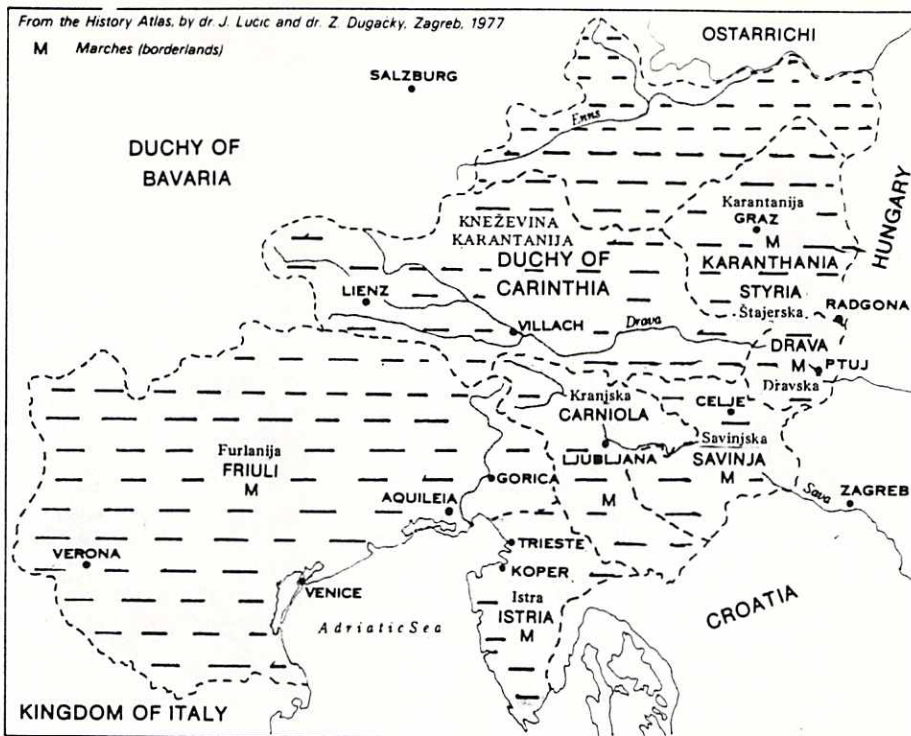 From the History Atlas, by dr. J. Lucic and dr. Z. Dugacky, Zagreb, 1977
M Marches (borderlands)
OSTARRICHI
SALZBURG
Enns
DUCHY OF
BAVARIA
HUNGARY
Karantanija
GRAZ
M
KARANTHANIA
STYRIA
Štajerska
KNEŽEVINA
KARANTANIJA
DUCHY OF
CARINTHIA
LIENZ
VILLACH
Drava
RADGONA
DRAVA
M
PTUJ
Dravska
Kranjska
CARNIOLA
CELJE
Savinjska
SAVINJA
M
LJUBLJANA
M
Furlanija
FRIULI
M
GORICA
AQUILEIA
Sava
ZAGREB
VERONA
VENICE
TRIESTE
KOPER
Istra
ISTRIA
M
Adriatic Sea
CROATIA
KINGDOM OF ITALY